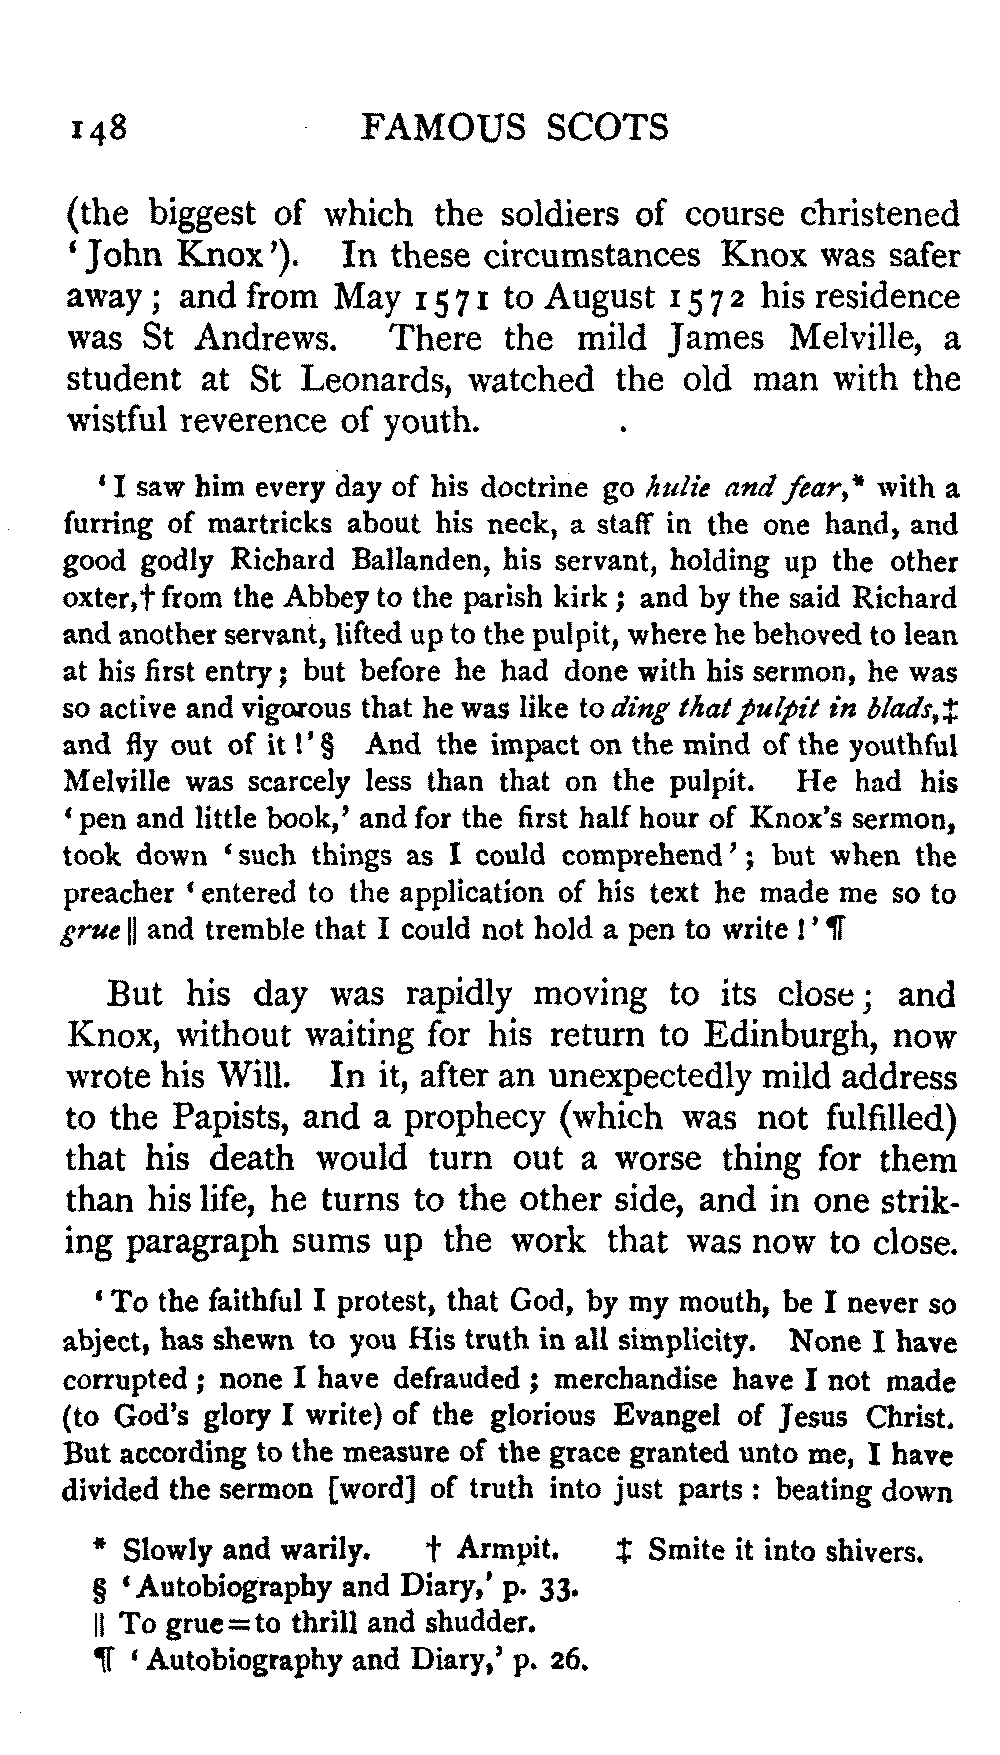 148 FAMOUS SCOTS
(the biggest of which the soldiers of course christened
‘John Knox’). In these circumstances Knox was safer
away; and from May 1571 to August 1572 his residence
was St Andrews. There the mild James Melville, a
student at St Leonards, watched the old man with the
wistful reverence of youth.
‘I saw him every day of his doctrine go hulie and fear,* with a
furring of martricks about his neck, a staff in the one hand, and
good godly Richard Ballanden, his servant, holding up the other
oxter,† from the Abbey to the parish kirk; and by the said Richard
and another servant, lifted up to the pulpit, where he behoved to lean
at his first entry; but before he had done with his sermon, he was
so active and vigorous that he was like to ding that pulpit in blads,‡
and fly out of it!’§ And the impact on the mind of the youthful
Melville was scarcely less than that on the pulpit. He had his
‘pen and little book,’ and for the first half hour of Knox’s sermon,
took down ‘such things as I could comprehend’; but when the
preacher ‘entered to the application of his text he made me so to
grue‖ and tremble that I could not hold a pen to write!’¶
But his day was rapidly moving to its close; and
Knox, without waiting for his return to Edinburgh, now
wrote his Will. In it, after an unexpectedly mild address
to the Papists, and a prophecy (which was not fulfilled)
that his death would turn out a worse thing for them
than his life, he turns to the other side, and in one strik-
ing paragraph sums up the work that was now to close.
‘To the faithful I protest, that God, by my mouth, be I never so
abject, has shewn to you His truth in all simplicity. None I have
corrupted; none I have defrauded; merchandise have I not made
(to God’s glory I write) of the glorious Evangel of Jesus Christ.
But according to the measure of the grace granted unto me, I have
divided the sermon [word] of truth into just parts: beating down
* Slowly and warily. † Armpit. ‡ Smite it into shivers.
§ ‘Autobiography and Diary,’ p. 33.
‖ To grue=to thrill and shudder.
¶ ‘Autobiography and Diary,’ p. 26.